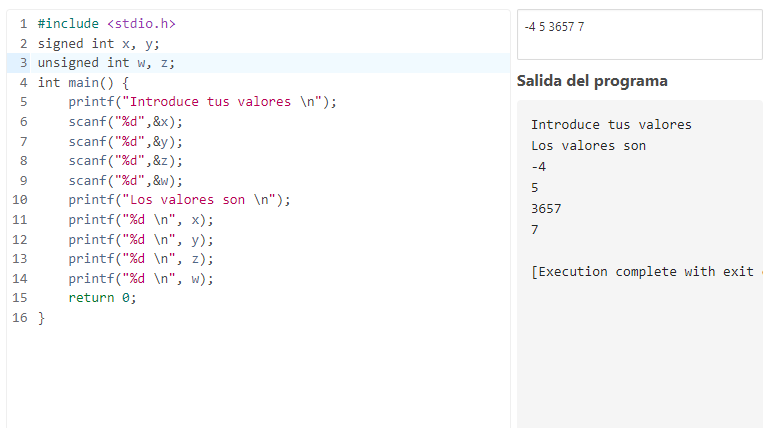 1 #include <stdio.h>
2 signed int x, y;
3 unsigned int w, z;
4 int main() {
5     printf("Introduce tus valores \n");
6     scanf("%d",&x);
7     scanf("%d",&y);
8     scanf("%d",&z);
9     scanf("%d",&w);
10     printf("Los valores son \n");
11     printf("%d \n", x);
12     printf("%d \n", y);
13     printf("%d \n", z);
14     printf("%d \n", w);
15     return 0;
16 }
-4 5 3657 7
Salida del programa
Introduce tus valores
Los valores son
-4
5
3657
7
[Execution complete with exit